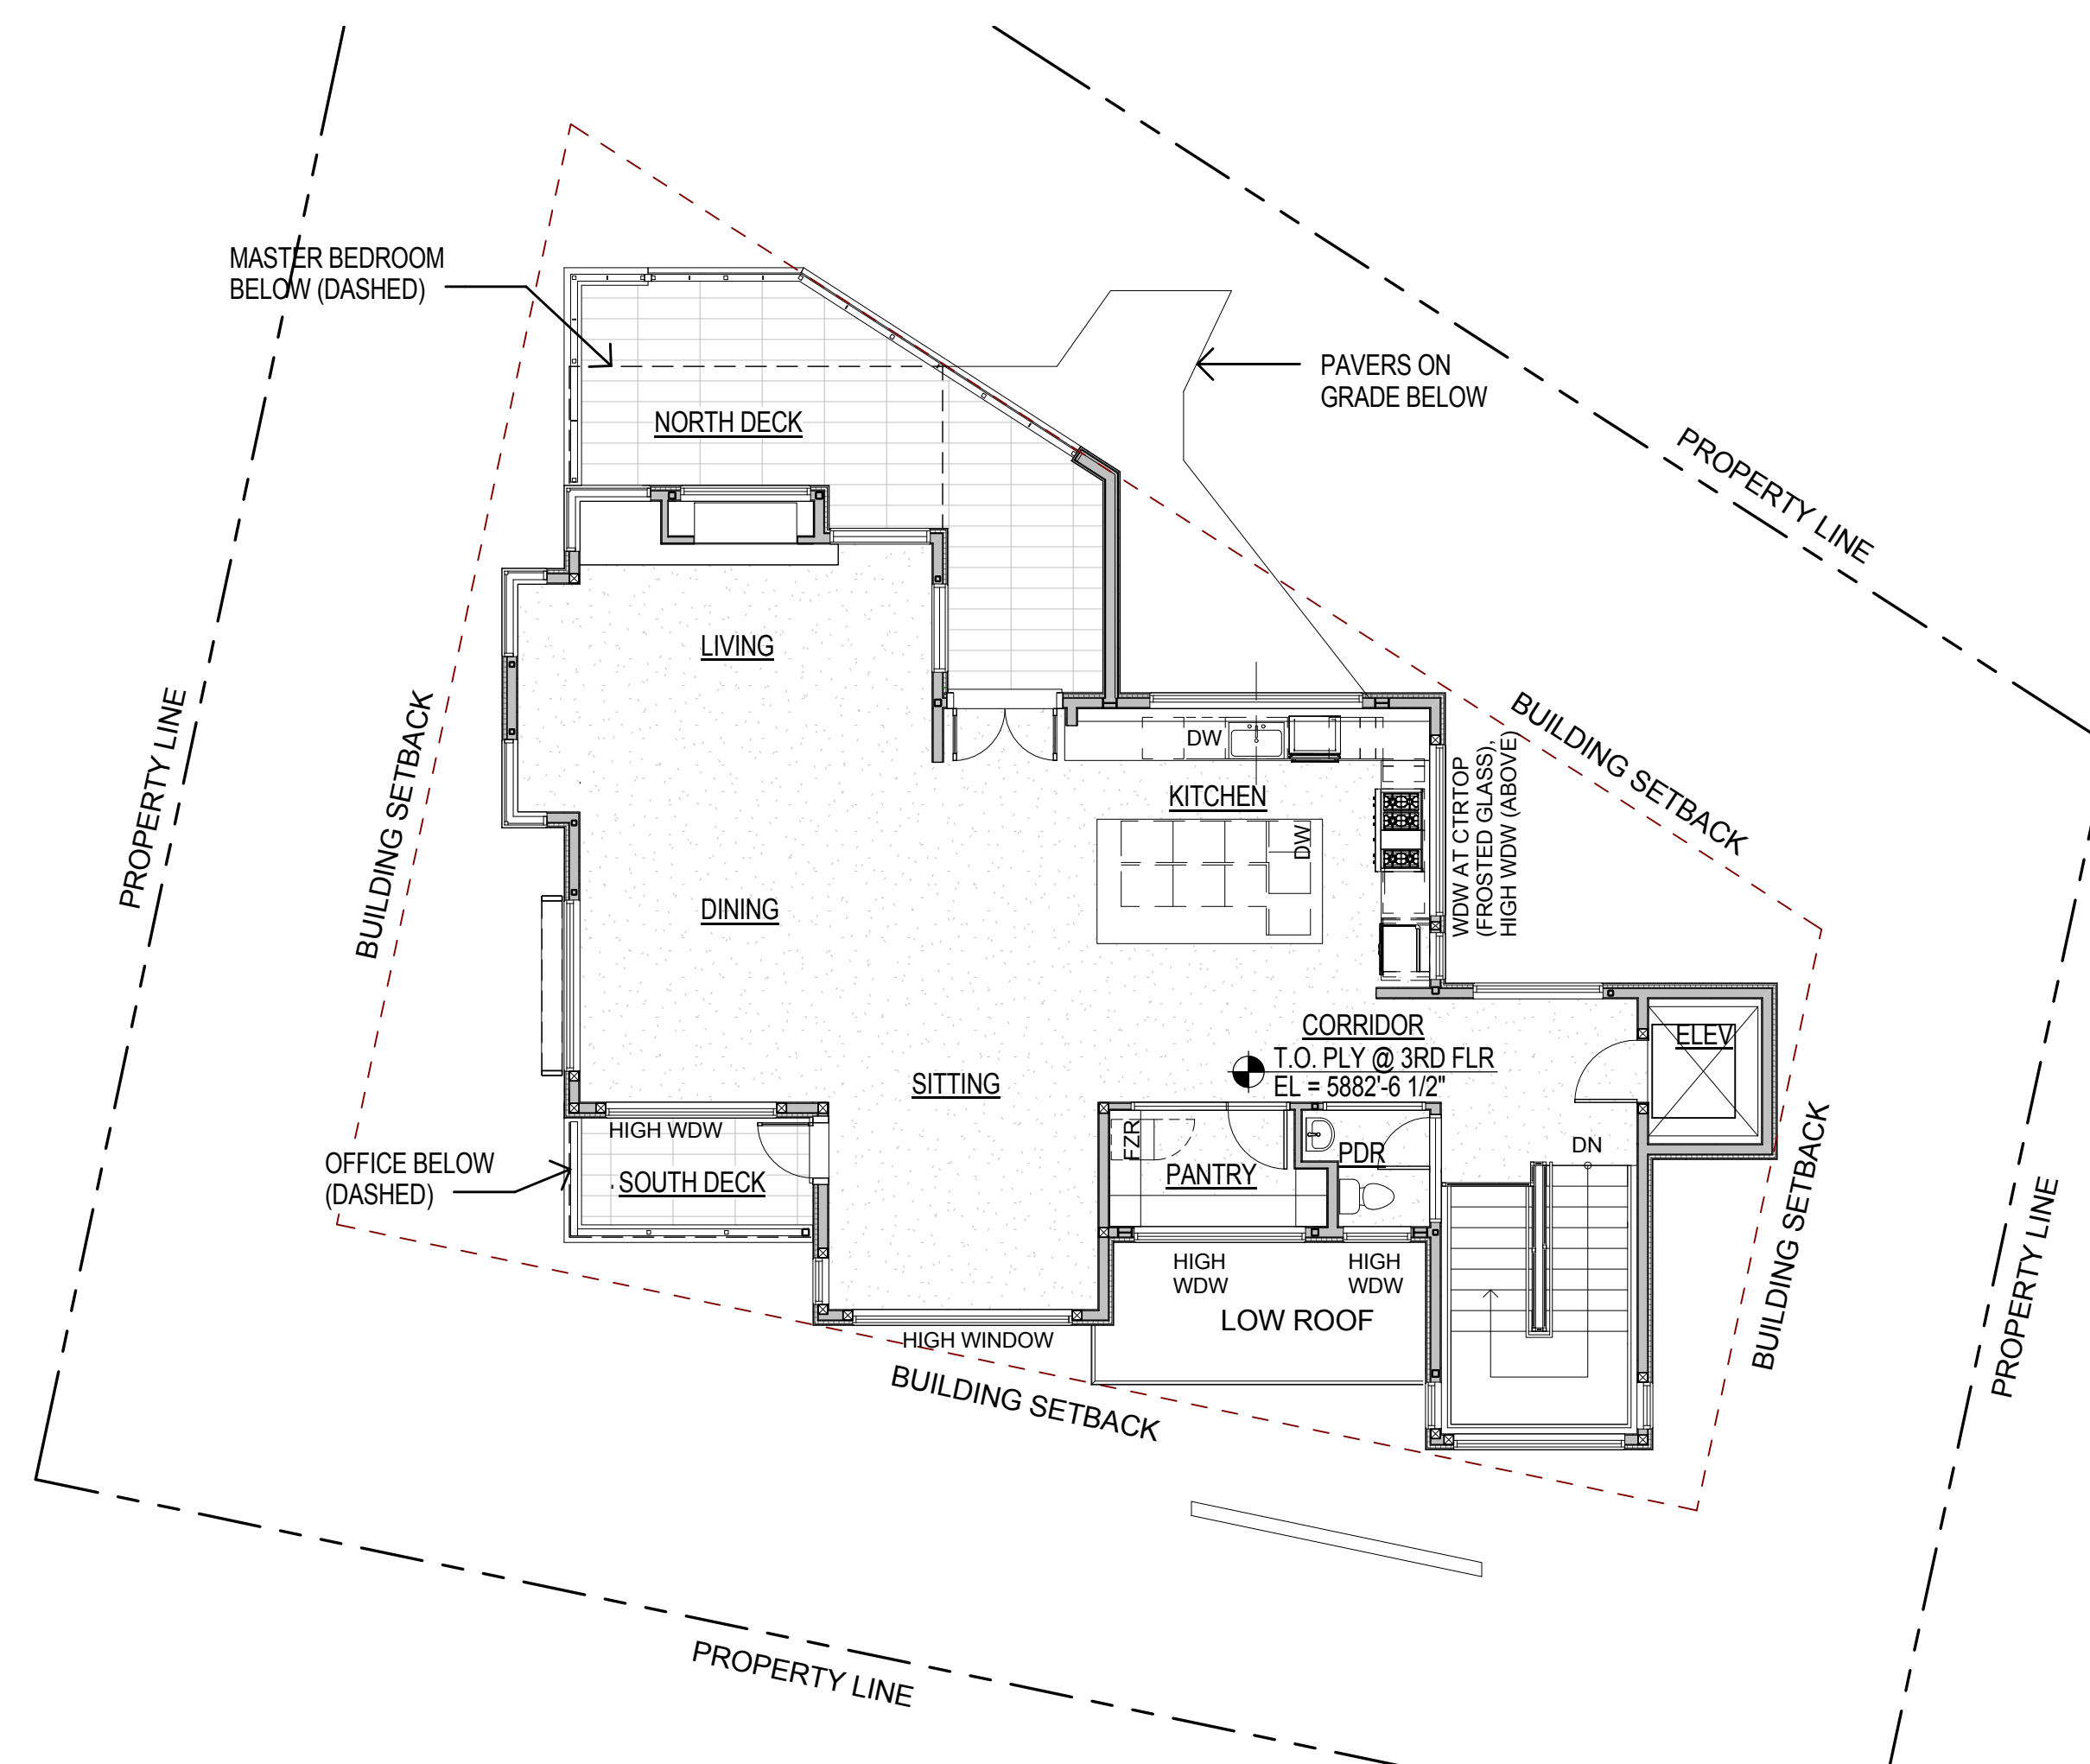 MASTER BEDROOM
BELOW (DASHED)
PAVERS ON
GRADE BELOW
NORTH DECK
PROPERTY LINE
LIVING
PROPERTY LINE
BUILDING SETBACK
BUILDING SETBACK
DW
KITCHEN
DW
WDW AT CTRTOP
(FROSTED GLASS),
HIGH WDW (ABOVE)
DINING
CORRIDOR
T.O. PLY @ 3RD FLR
EL = 5882'-6 1/2"
ELEV
SITTING
HIGH WDW
FZR
PDR
DN
OFFICE BELOW
(DASHED)
SOUTH DECK
PANTRY
BUILDING SETBACK
PROPERTY LINE
HIGH
WDW
HIGH
WDW
LOW ROOF
HIGH WINDOW
BUILDING SETBACK
PROPERTY LINE